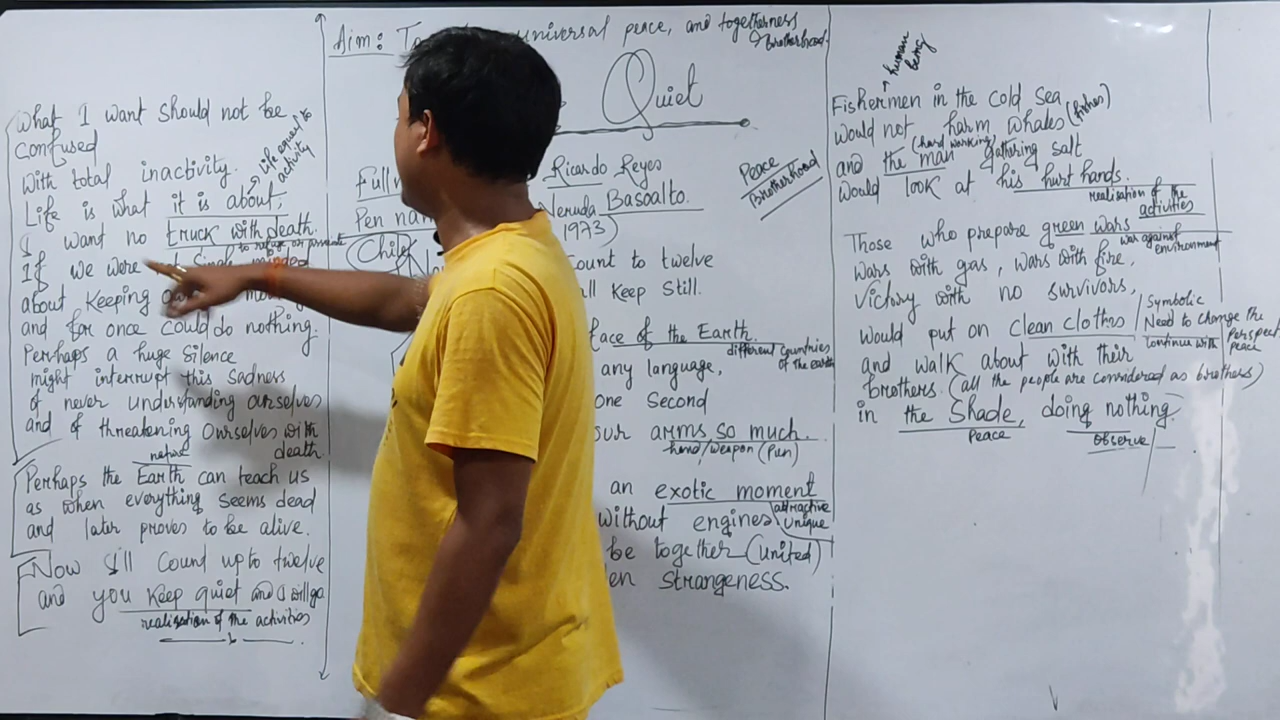 Aim: To universal peace, and togetherness
brotherhood
Quiet
What I want should not be
confused
With total inactivity.
Life is what it is about;
Life equal to
activity
I want no truck with death.
to refuse or
If we were minded
about Keeping
and for once could do nothing.
Perhaps a huge silence
might interrupt this sadness
of never understanding ourselves
and of threatening ourselves with
death
Perhaps the Earth can teach us
as when everything seems dead
and later proves to be alive.
Now I'll Count up to twelve
and you Keep quiet and I will go
realization of the activities
Full
Ricardo Reyes
Pen nam Neruda Basoalto.
1973)
Chile
Peace
Brotherhood
Count to twelve
ll Keep still.
face of the Earth.
different countries
of the earth
any language,
one Second
our arms so much.
hand/weapon (pun)
an exotic moment
attractive
unique
without engines
be together (united)
en strangeness.
human
being
Fishermen in the cold sea
would not harm whales (fishes)
(hard working)
and the man gathering salt
would look at his hurt hands.
realization of the
activities
Those who prepare green wars
war against
environment
wars with gas, wars with fire,
victory with no survivors,
would put on clean cloths / Symbolic
Need to change the
continue with peace
and walk about with their
brothers. (all the people are considered as brothers)
in the Shade, doing nothing
Peace
observe